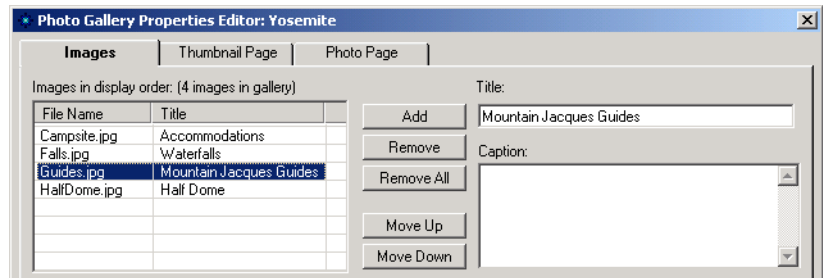 Photo Gallery Properties Editor: Yosemite
Images Thumbnail Page Photo Page
Images in display order: (4 images in gallery)
File Name Title
Campsite.jpg Accommodations
Falls.jpg Waterfalls
Guides.jpg Mountain Jacques Guides
HalfDome.jpg Half Dome
Add
Remove
Remove All
Move Up
Move Down
Title:
Mountain Jacques Guides
Caption: